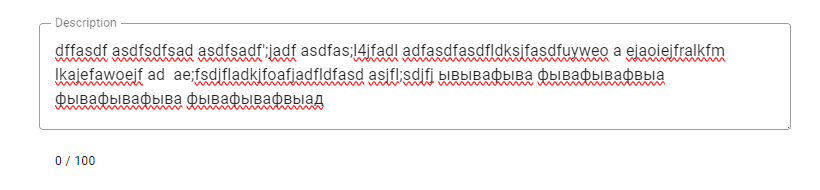 Description
dffasdf asdfsdfsad asdfsadf';jadf asdfas;l4jfadl adfasdfasdfldksjfasdfuyweo a ejaoiejfralkfm
lkajefawoejf ad  ae;fsdjfladkjfoafjadfldfasd asjfl;sdjfj ывывафыва фывафывафвыа
фывафывафыва фывафывафвыад
0 / 100